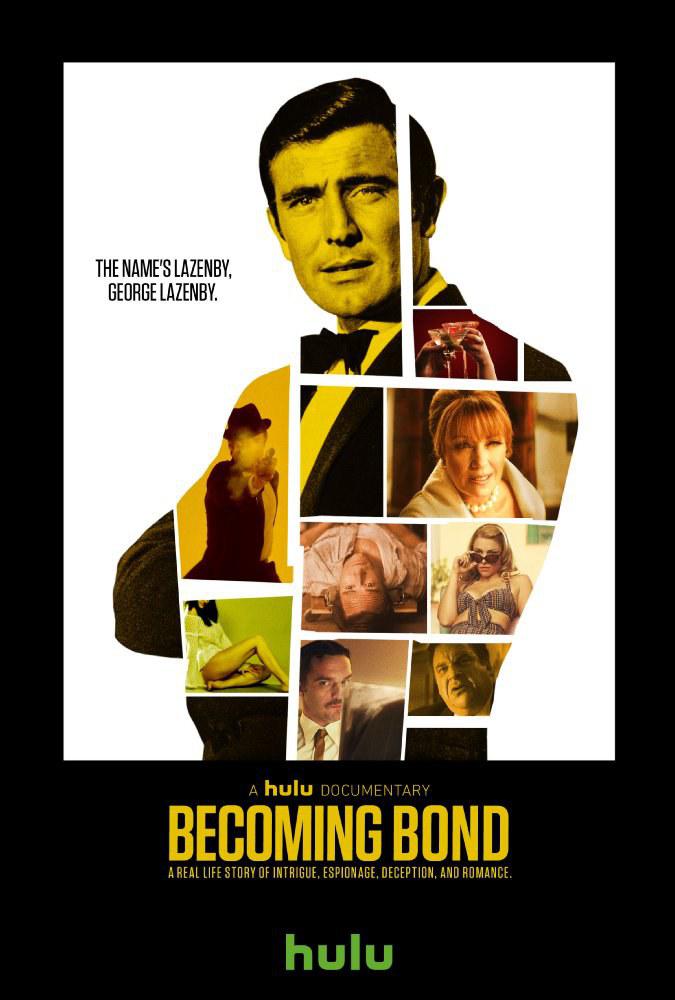 THE NAME'S LAZENBY,
GEORGE LAZENBY.
A hulu DOCUMENTARY
BECOMING BOND
A REAL LIFE STORY OF INTRIGUE, ESPIONAGE, DECEPTION, AND ROMANCE.
hulu